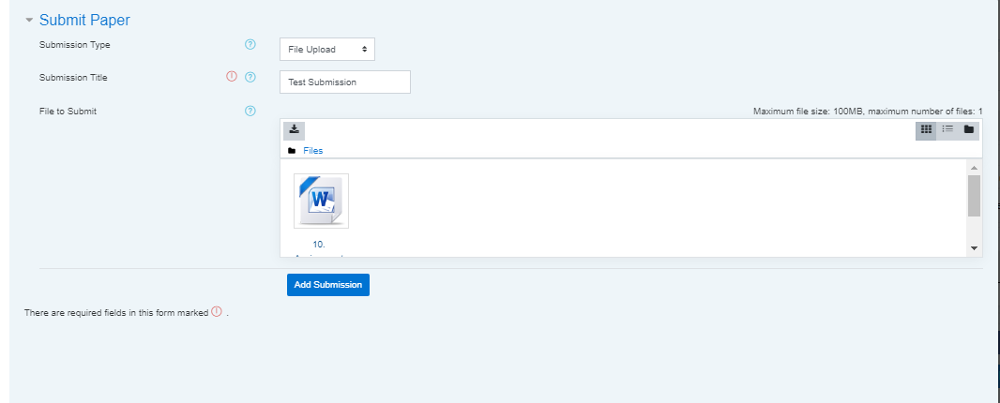 Submit Paper
Submission Type
File Upload
Submission Title
Test Submission
File to Submit
Maximum file size: 100MB, maximum number of files: 1
Files
W
10.
Add Submission
There are required fields in this form marked .